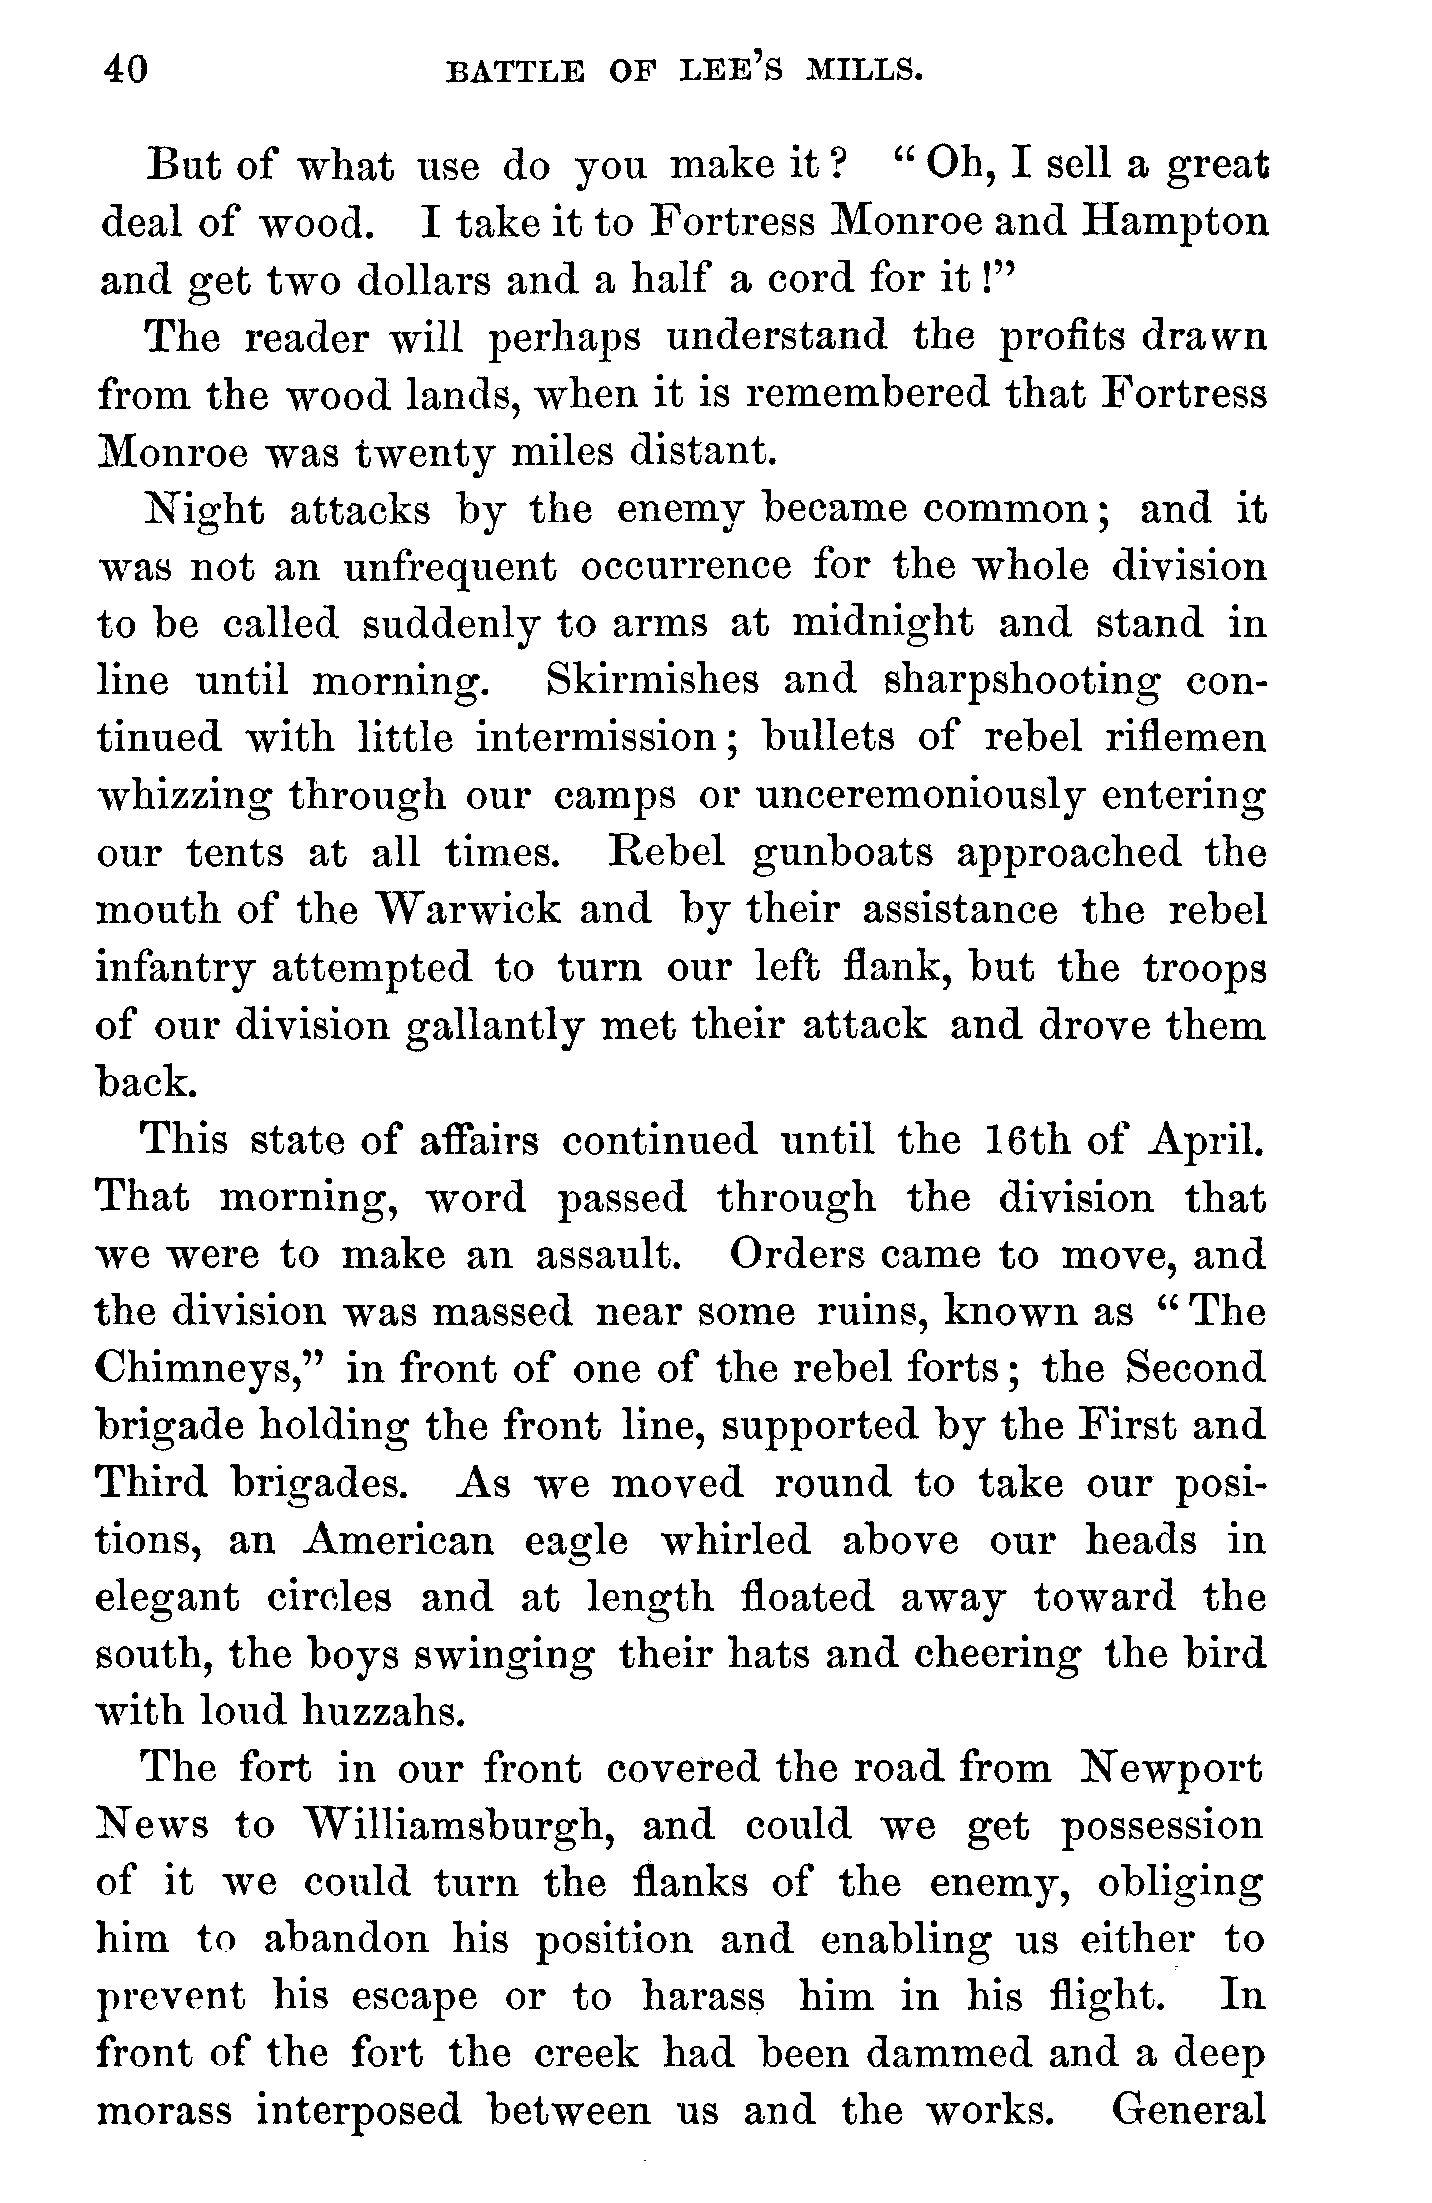 40 BATTLE OF LEE'S MILLS.
But of what use do you make it? “Oh, I sell a great
deal of wood. I take it to Fortress Monroe and Hampton
and get two dollars and a half a cord for it!”
The reader will perhaps understand the profits drawn
from the wood lands, when it is remembered that Fortress
Monroe was twenty miles distant.
Night attacks by the enemy became common; and it
was not an unfrequent occurrence for the whole division
to be called suddenly to arms at midnight and stand in
line until morning. Skirmishes and sharpshooting con-
tinued with little intermission; bullets of rebel riflemen
whizzing through our camps or unceremoniously entering
our tents at all times. Rebel gunboats approached the
mouth of the Warwick and by their assistance the rebel
infantry attempted to turn our left flank, but the troops
of our division gallantly met their attack and drove them
back.
This state of affairs continued until the 16th of April.
That morning, word passed through the division that
we were to make an assault. Orders came to move, and
the division was massed near some ruins, known as “The
Chimneys,” in front of one of the rebel forts; the Second
brigade holding the front line, supported by the First and
Third brigades. As we moved round to take our posi-
tions, an American eagle whirled above our heads in
elegant circles and at length floated away toward the
south, the boys swinging their hats and cheering the bird
with loud huzzahs.
The fort in our front covered the road from Newport
News to Williamsburgh, and could we get possession
of it we could turn the flanks of the enemy, obliging
him to abandon his position and enabling us either to
prevent his escape or to harass him in his flight. In
front of the fort the creek had been dammed and a deep
morass interposed between us and the works. General